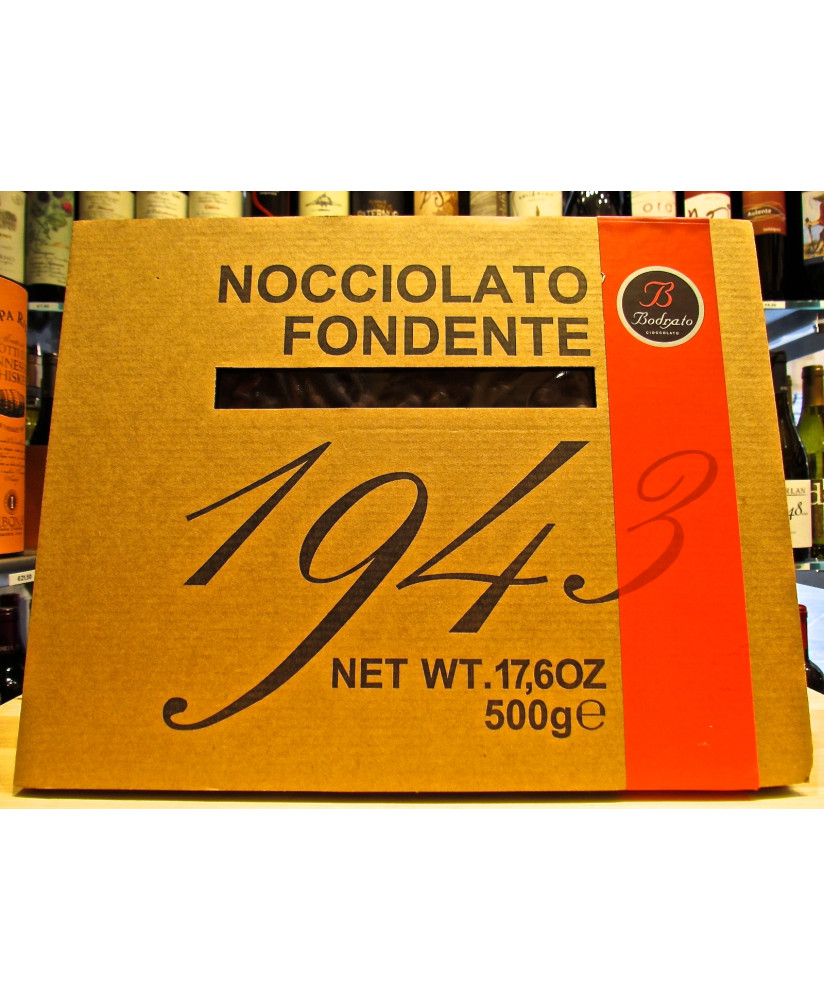 NOCCIOLATO
FONDENTE
B
Bodrato
CIOCCOLATO
1943
NET WT.17,6OZ
500g℮